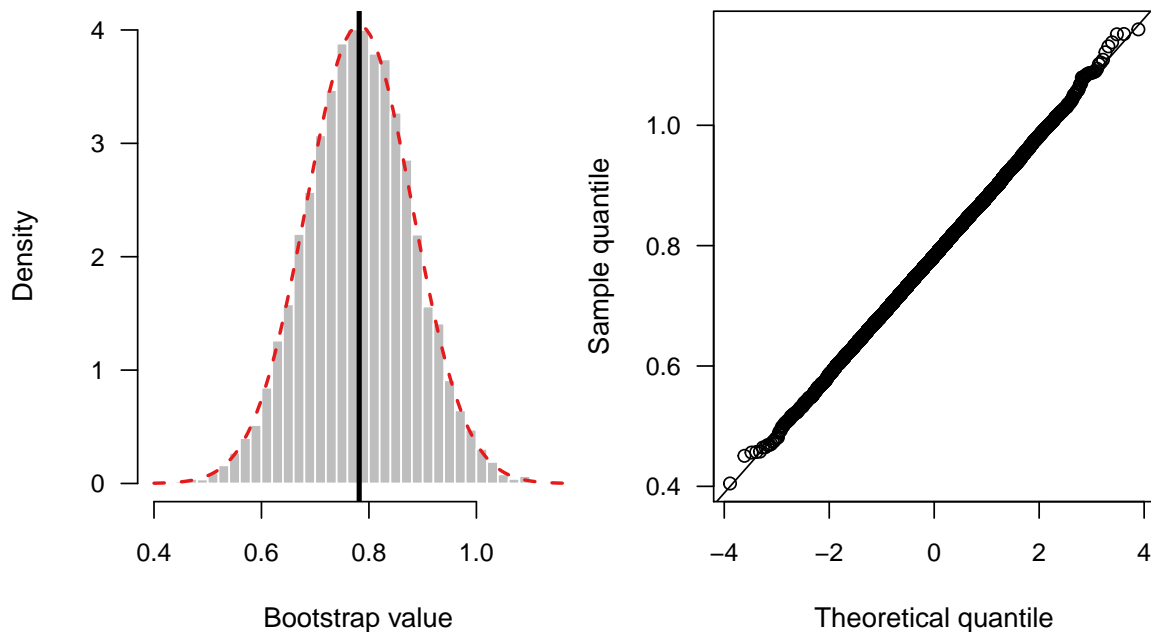 4
3
2
1
0
Density
0.4 0.6 0.8 1.0
Bootstrap value
1.0
0.8
0.6
0.4
Sample quantile
−4 −2 0 2 4
Theoretical quantile